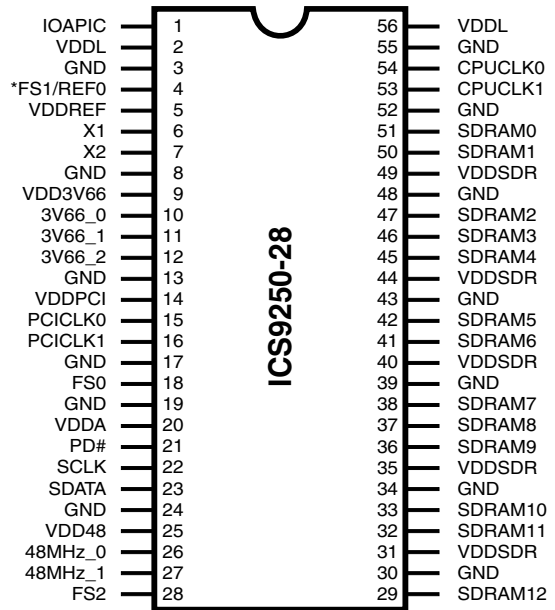 IOAPIC 1 56 VDDL
VDDL 2 55 GND
GND 3 54 CPUCLK0
*FS1/REF0 4 53 CPUCLK1
VDDREF 5 52 GND
X1 6 51 SDRAM0
X2 7 50 SDRAM1
GND 8 49 VDDSDR
VDD3V66 9 48 GND
3V66_0 10 47 SDRAM2
3V66_1 11 46 SDRAM3
3V66_2 12 45 SDRAM4
GND 13 44 VDDSDR
VDDPCI 14 43 GND
PCICLK0 15 42 SDRAM5
PCICLK1 16 41 SDRAM6
GND 17 40 VDDSDR
FS0 18 39 GND
GND 19 38 SDRAM7
VDDA 20 37 SDRAM8
PD# 21 36 SDRAM9
SCLK 22 35 VDDSDR
SDATA 23 34 GND
GND 24 33 SDRAM10
VDD48 25 32 SDRAM11
48MHz_0 26 31 VDDSDR
48MHz_1 27 30 GND
FS2 28 29 SDRAM12
ICS9250-28